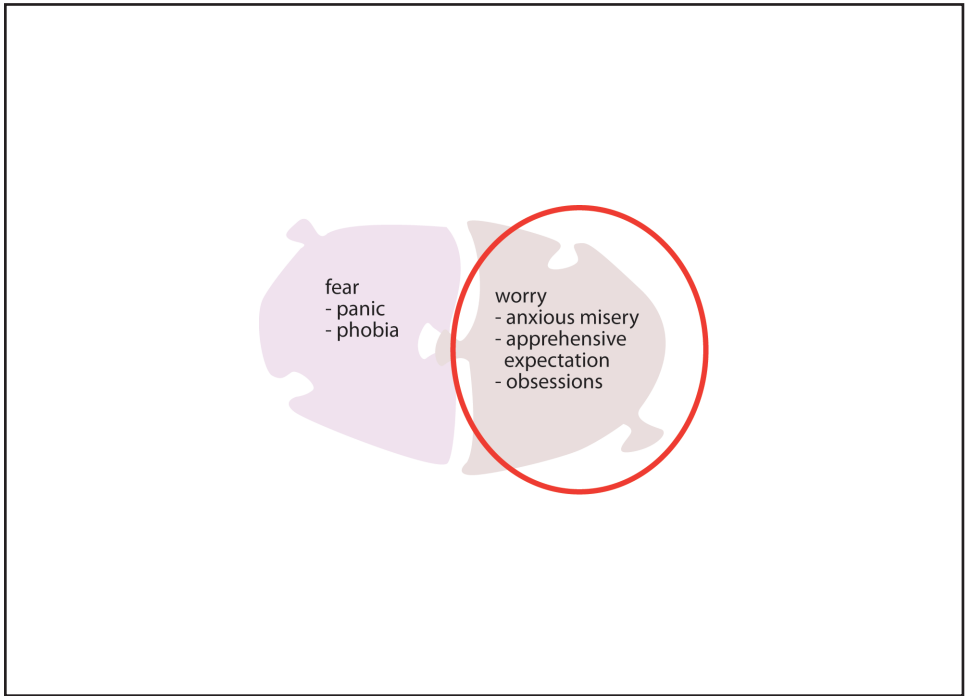 fear
- panic
- phobia
worry
- anxious misery
- apprehensive
expectation
- obsessions